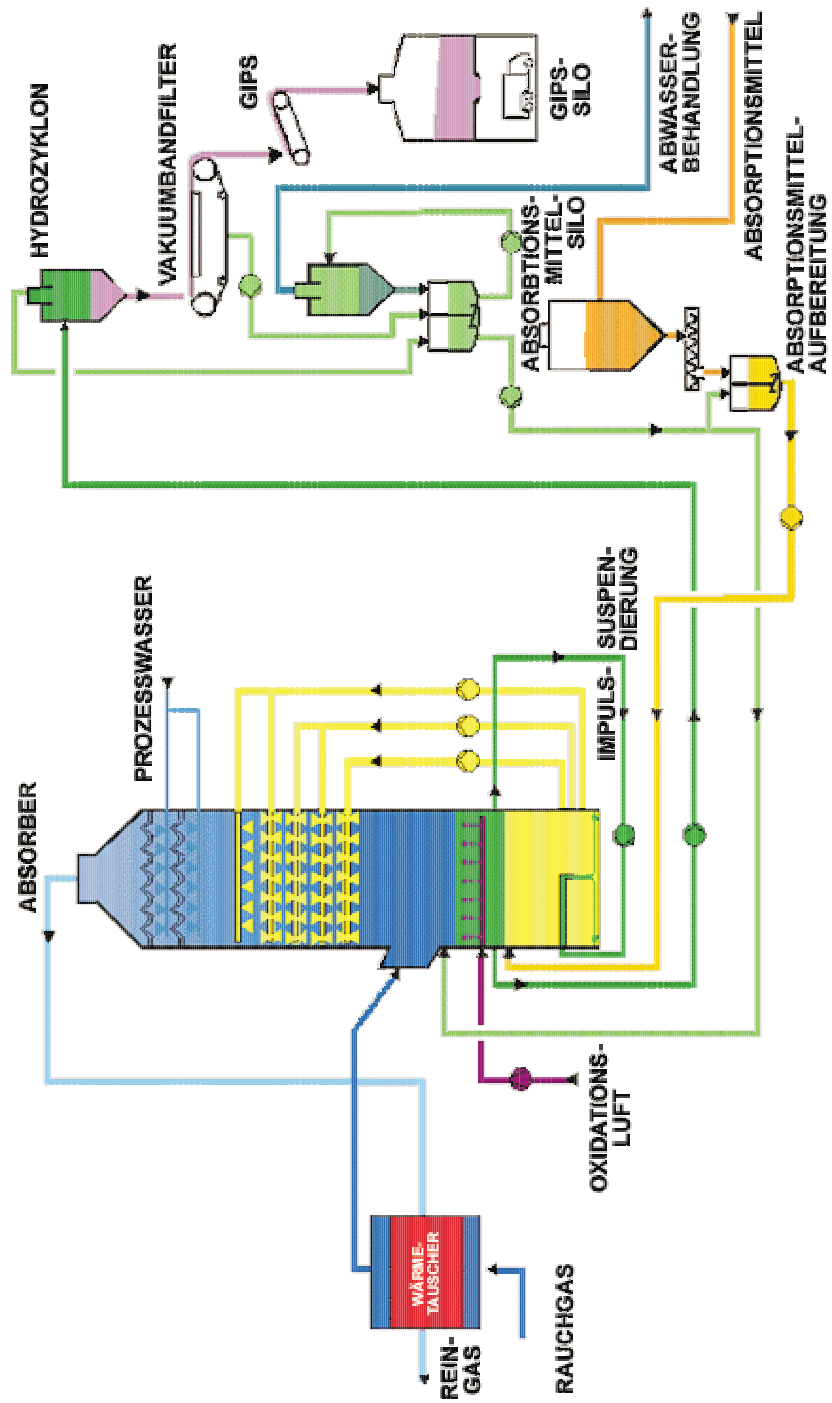 ABSORBER
PROZESSWASSER
HYDROZYKLON
VAKUUMBANDFILTER
GIPS
GIPS-
SILO
ABWASSER-
BEHANDLUNG
ABSORBTIONS-
MITTEL-
SILO
ABSORPTIONSMITTEL
ABSORPTIONSMITTEL-
AUFBEREITUNG
IMPULS-
SUSPEN-
DIERUNG
OXIDATIONS-
LUFT
WÄRME-
TAUSCHER
REIN-
GAS
RAUCHGAS